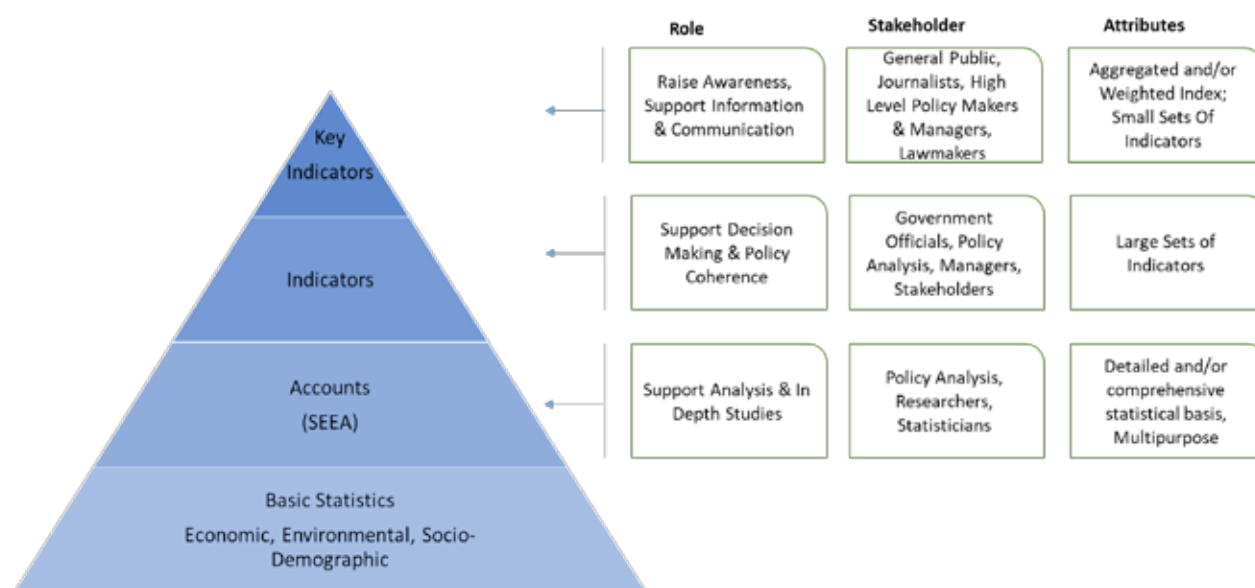 Role
Stakeholder
Attributes
Key
Indicators
Raise Awareness,
Support Information
& Communication
General Public,
Journalists, High
Level Policy Makers
& Managers,
Lawmakers
Aggregated and/or
Weighted Index;
Small Sets Of
Indicators
Indicators
Support Decision
Making & Policy
Coherence
Government
Officials, Policy
Analysis, Managers,
Stakeholders
Large Sets of
Indicators
Accounts
(SEEA)
Support Analysis & In
Depth Studies
Policy Analysis,
Researchers,
Statisticians
Detailed and/or
comprehensive
statistical basis,
Multipurpose
Basic Statistics
Economic, Environmental, Socio-
Demographic